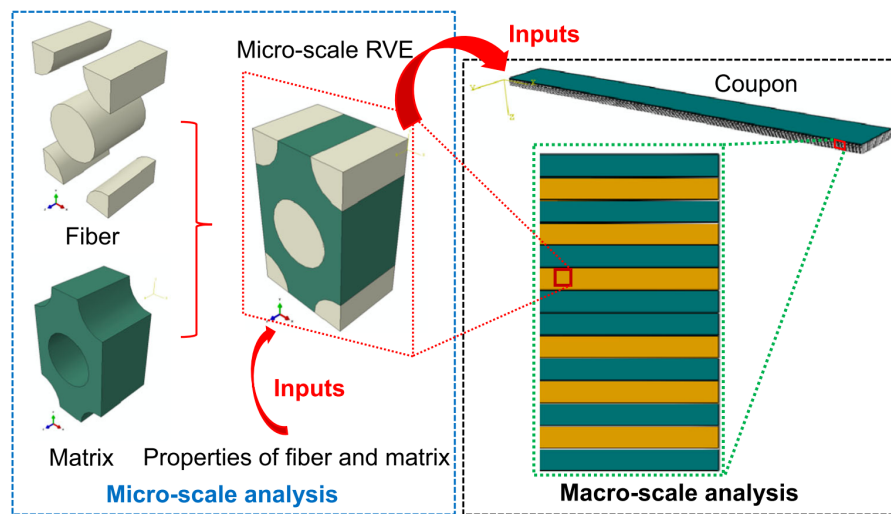 Micro-scale RVE
Inputs
Coupon
Fiber
Inputs
Matrix
Properties of fiber and matrix
Micro-scale analysis
Macro-scale analysis